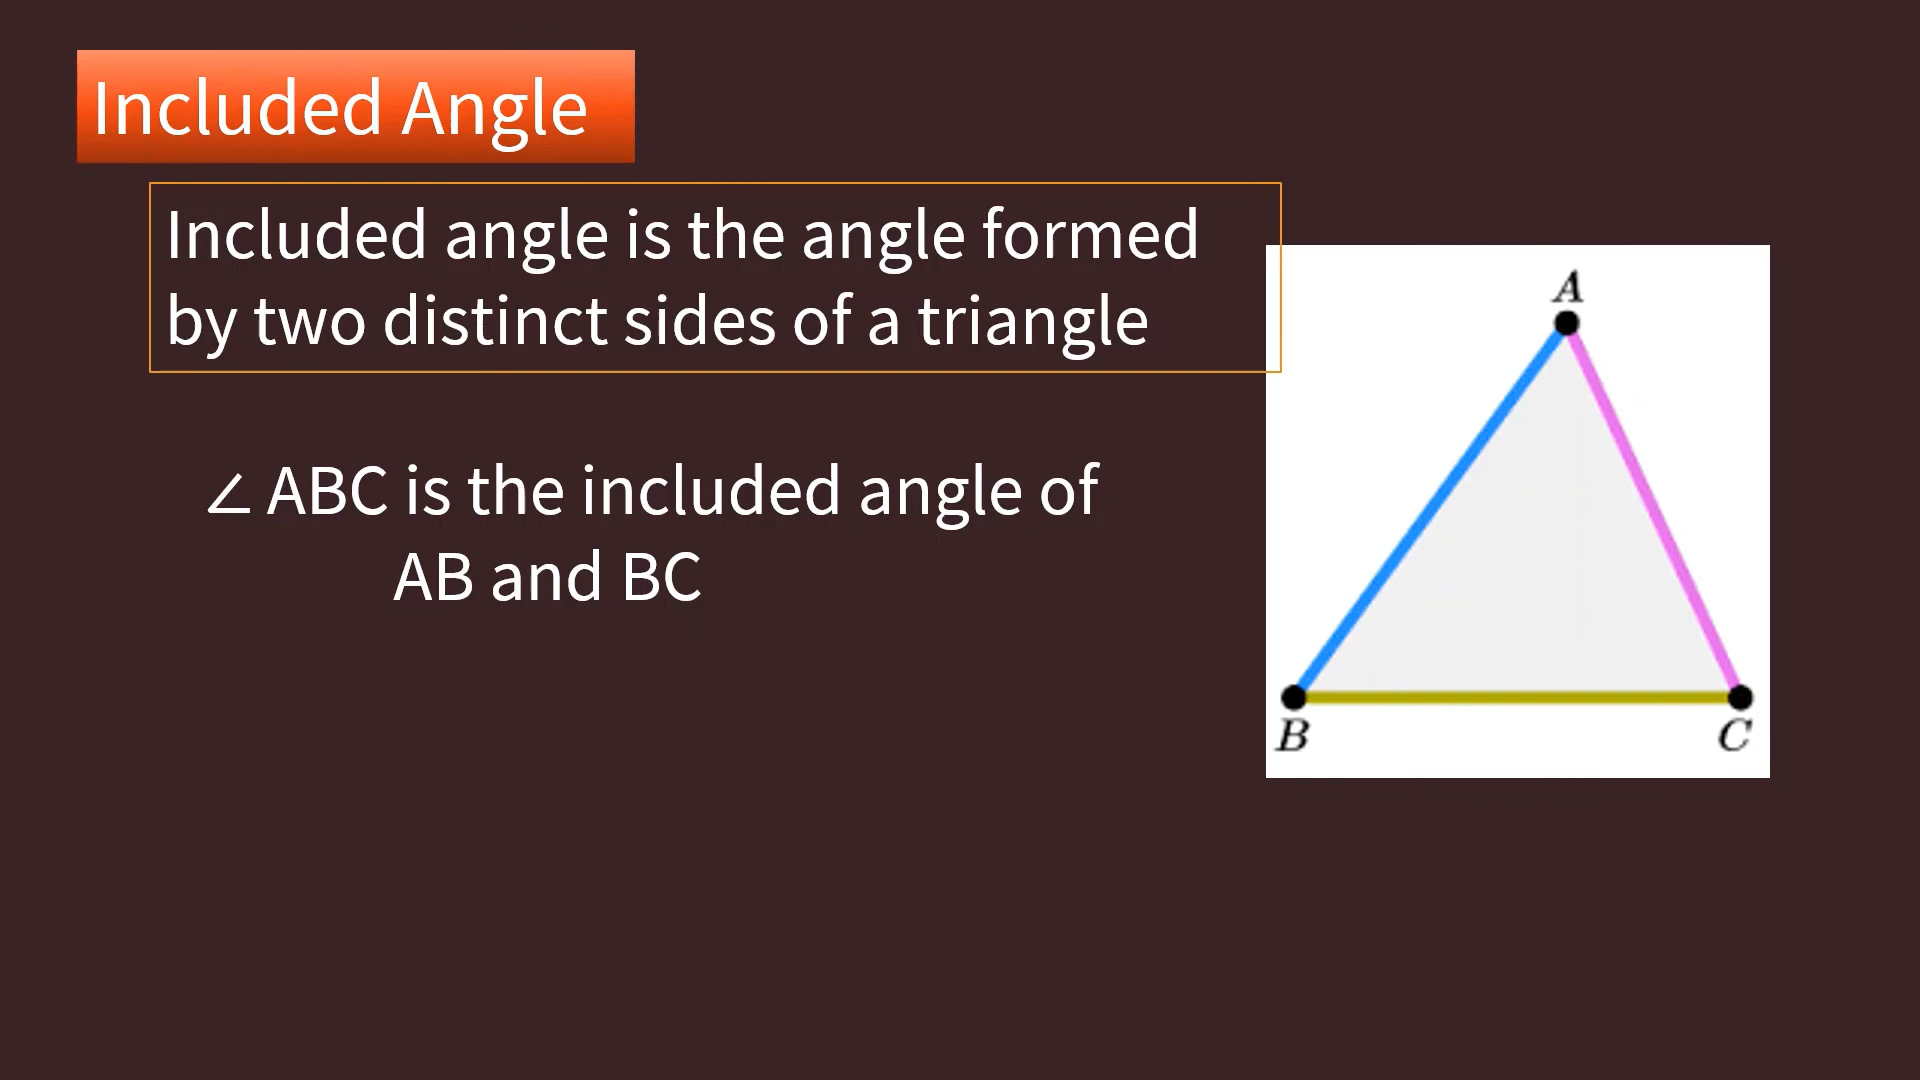 Included Angle
Included angle is the angle formed
by two distinct sides of a triangle
∠ ABC is the included angle of
AB and BC
A
B
C